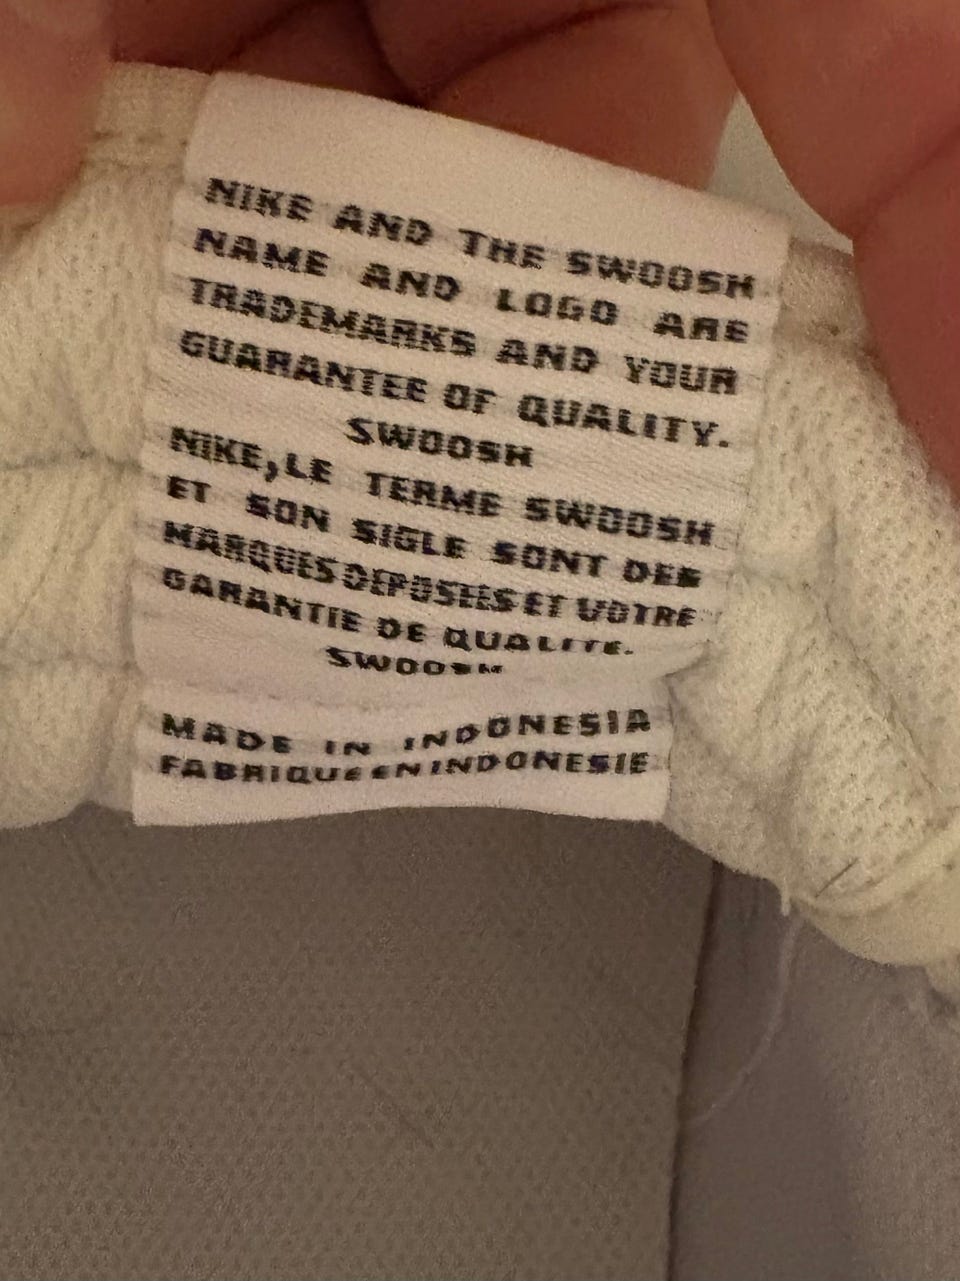 NIKE AND THE SWOOSH
NAME AND LOGO ARE
TRADEMARKS AND YOUR
GUARANTEE OF QUALITY.
SWOOSH
NIKE, LE TERME SWOOSH
ET SON SIGLE SONT DES
MARQUES DEPOSEES ET VOTRE
GARANTIE DE QUALITE.
SWOOSH
MADE IN INDONESIA
FABRIQUE EN INDONESIE